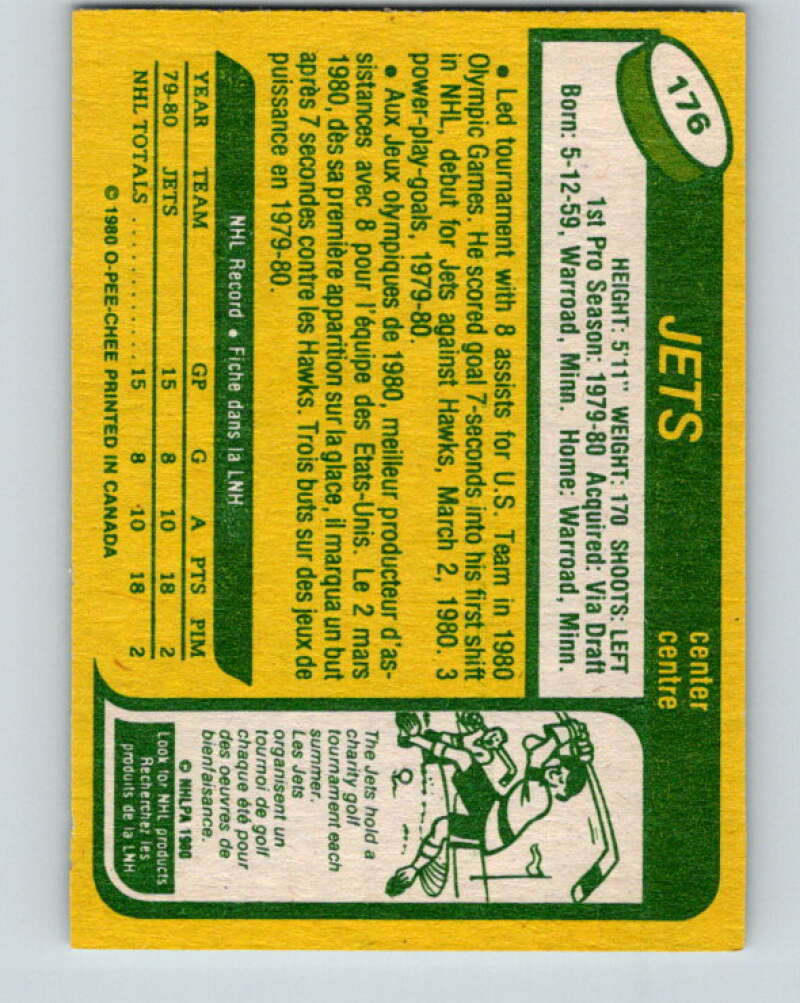 176
JETS
center
centre
HEIGHT: 5'11" WEIGHT: 170 SHOOTS: LEFT
1st Pro Season: 1979-80 Acquired: Via Draft
Born: 5-12-59, Warroad, Minn. Home: Warroad, Minn.
• Led tournament with 8 assists for U.S. Team in 1980
Olympic Games. He scored goal 7-seconds into his first shift
in NHL, debut for Jets against Hawks, March 2, 1980. 3
power-play-goals, 1979-80.
• Aux Jeux olympiques de 1980, meilleur producteur d'as-
sistances avec 8 pour l'équipe des Etats-Unis. Le 2 mars
1980, dès sa première apparition sur la glace, il marqua un but
après 7 secondes contre les Hawks. Trois buts sur des jeux de
puissance en 1979-80.
NHL Record • Fiche dans la LNH
YEAR TEAM GP G A PTS PIM
79-80 JETS 15 8 10 18 2
NHL TOTALS .......... 15 8 10 18 2
© 1980 O-PEE-CHEE PRINTED IN CANADA
The Jets hold a
charity golf
tournament each
summer.
Les Jets
organisent un
tournoi de golf
chaque été pour
des oeuvres de
bienfaisance.
© NHLPA 1980
Look for NHL products
Recherchez les
produits de la LNH